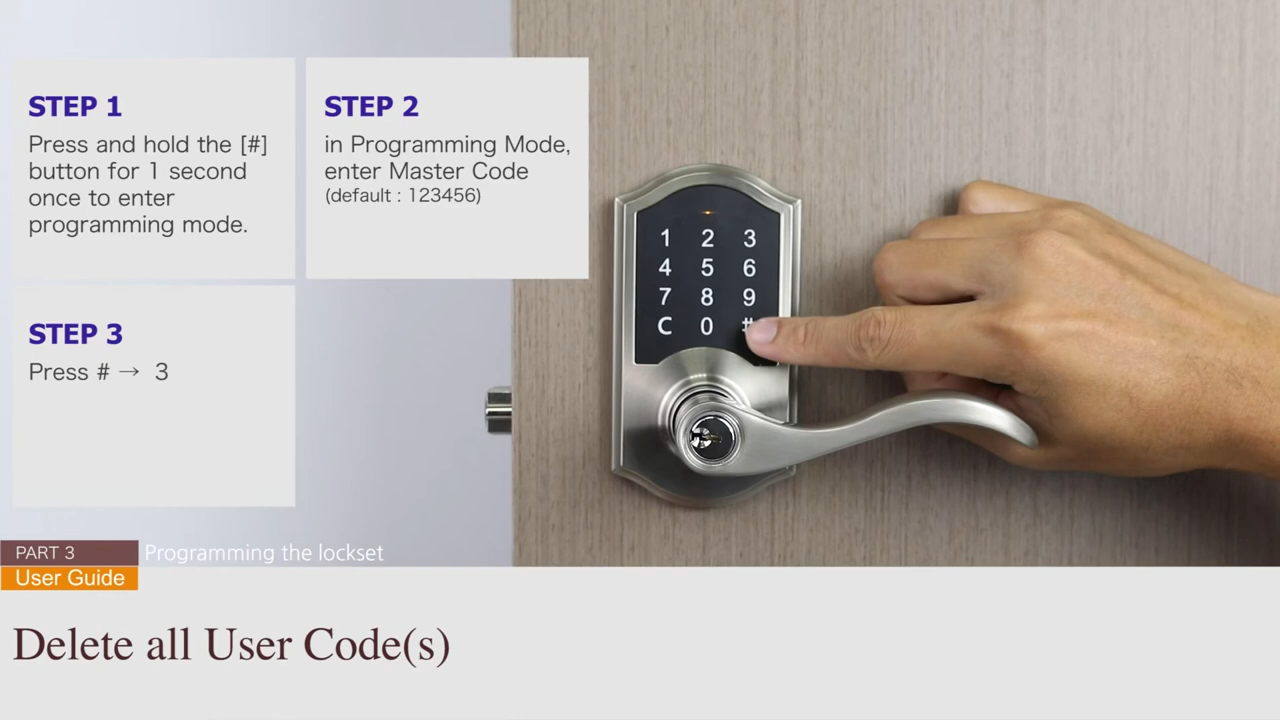 STEP 1
Press and hold the [#]
button for 1 second
once to enter
programming mode.
STEP 2
in Programming Mode,
enter Master Code
(default : 123456)
STEP 3
Press # → 3
1 2 3
4 5 6
7 8 9
C 0 #
PART 3
Programming the lockset
User Guide
Delete all User Code(s)